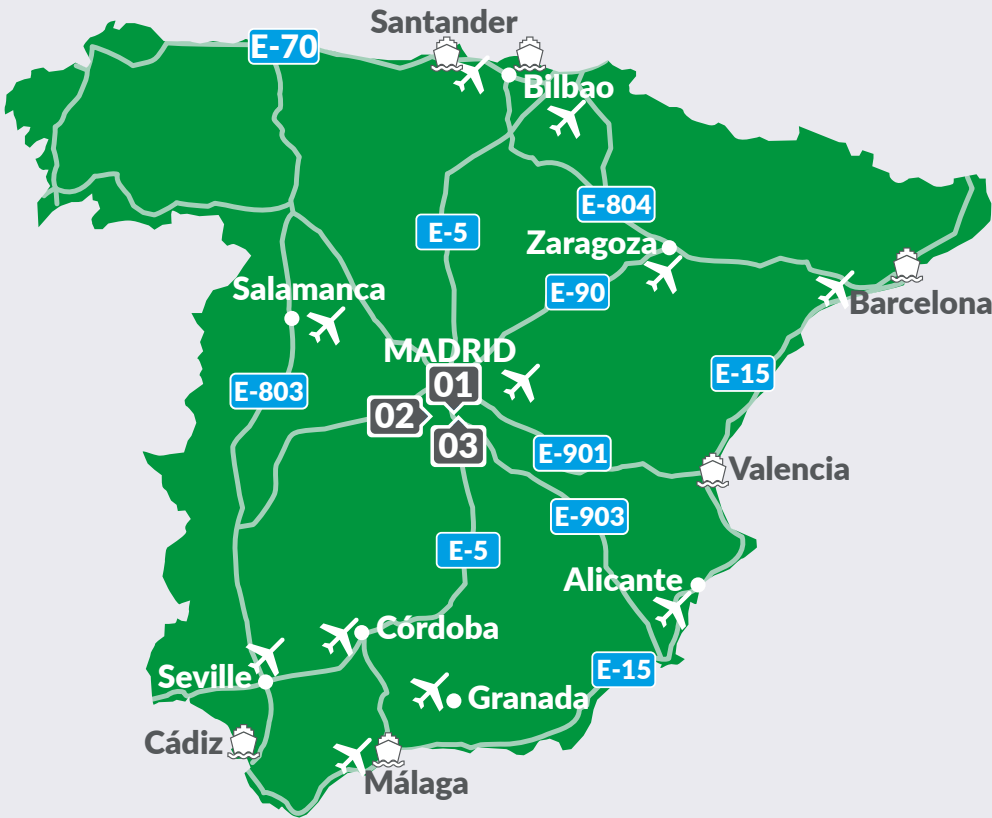 Santander
E-70
Bilbao
E-804
E-5
Zaragoza
Salamanca
E-90
Barcelona
MADRID
E-15
01
E-803
02
03
E-901
Valencia
E-903
E-5
Alicante
Córdoba
Seville
E-15
Granada
Cádiz
Málaga